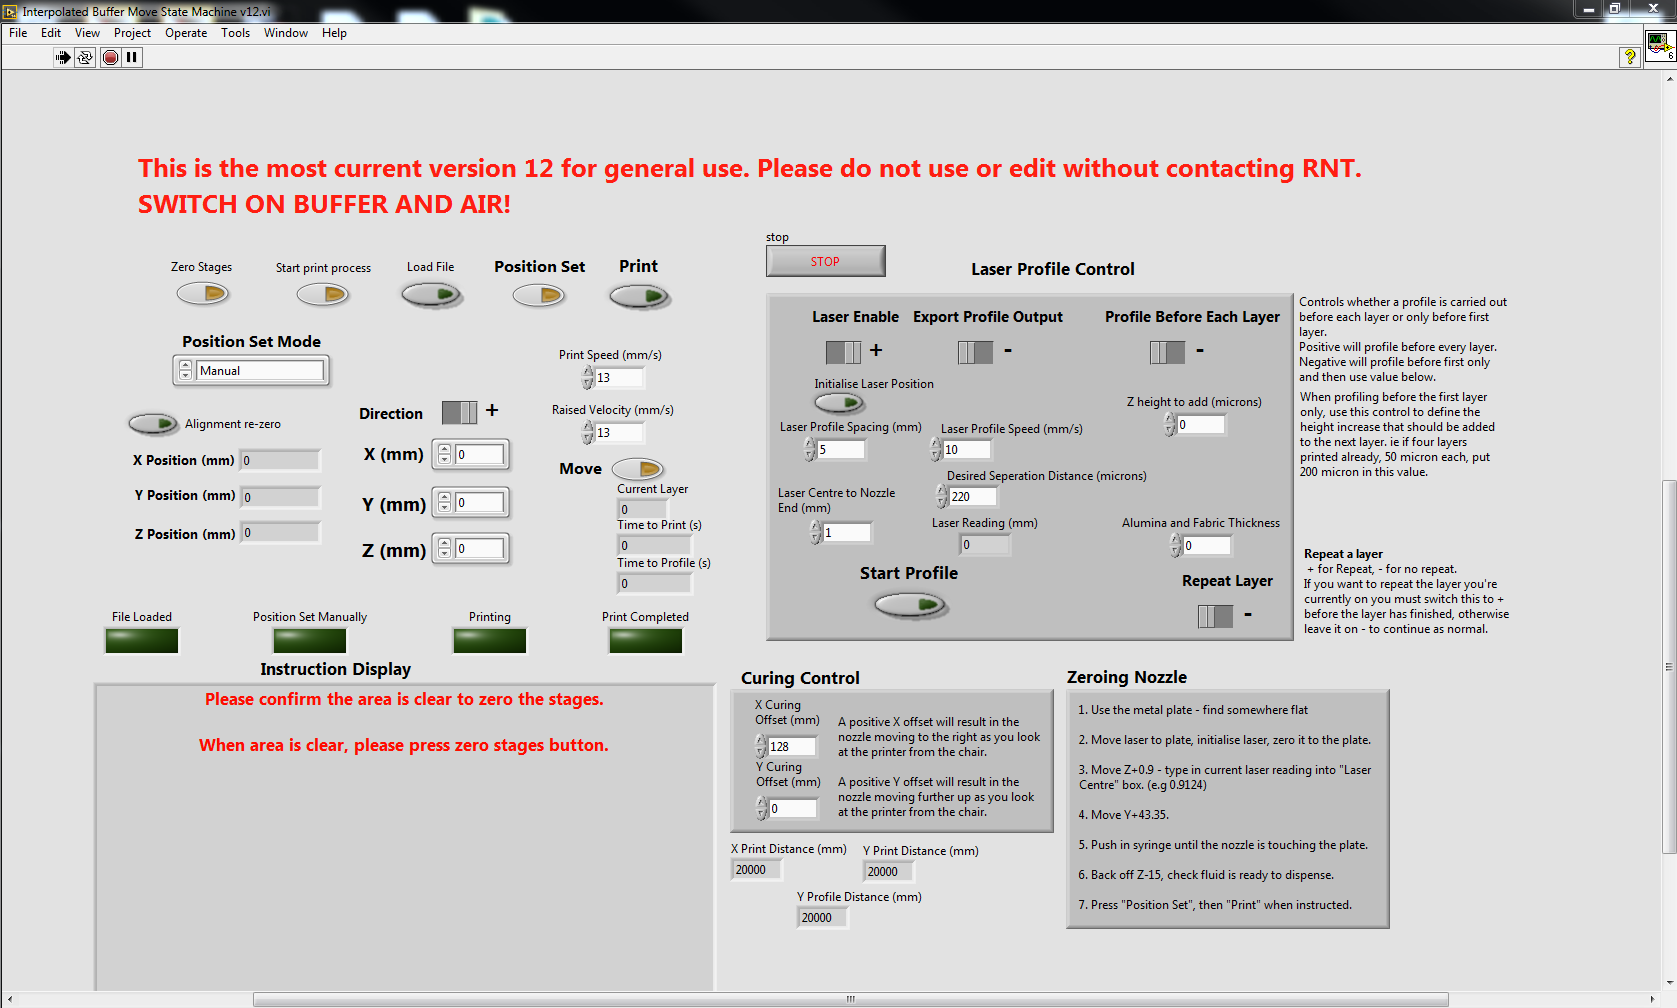 Interpolated Buffer Move State Machine v12.vi
File Edit View Project Operate Tools Window Help
6
This is the most current version 12 for general use. Please do not use or edit without contacting RNT.
SWITCH ON BUFFER AND AIR!
Zero Stages
Start print process
Load File
Position Set
Print
Position Set Mode
Manual
Alignment re-zero
X Position (mm) 0
Y Position (mm) 0
Z Position (mm) 0
Direction +
X (mm) 0
Y (mm) 0
Z (mm) 0
Print Speed (mm/s)
13
Raised Velocity (mm/s)
13
Move
Current Layer
0
Time to Print (s)
0
Time to Profile (s)
0
File Loaded
Position Set Manually
Printing
Print Completed
Instruction Display
Please confirm the area is clear to zero the stages.
When area is clear, please press zero stages button.
stop
STOP
Laser Profile Control
Laser Enable
+
Export Profile Output
-
Profile Before Each Layer
-
Initialise Laser Position
Z height to add (microns)
0
Laser Profile Spacing (mm)
5
Laser Profile Speed (mm/s)
10
Desired Seperation Distance (microns)
220
Laser Centre to Nozzle
End (mm)
1
Laser Reading (mm)
0
Alumina and Fabric Thickness
0
Start Profile
Repeat Layer
-
Controls whether a profile is carried out
before each layer or only before first
layer.
Positive will profile before every layer.
Negative will profile before first only
and then use value below.
When profiling before the first layer
only, use this control to define the
height increase that should be added
to the next layer. ie if four layers
printed already, 50 micron each, put
200 micron in this value.
Repeat a layer
+ for Repeat, - for no repeat.
If you want to repeat the layer you're
currently on you must switch this to +
before the layer has finished, otherwise
leave it on - to continue as normal.
Curing Control
X Curing
Offset (mm)
128
A positive X offset will result in the
nozzle moving to the right as you look
at the printer from the chair.
Y Curing
Offset (mm)
0
A positive Y offset will result in the
nozzle moving further up as you look
at the printer from the chair.
X Print Distance (mm)
20000
Y Print Distance (mm)
20000
Y Profile Distance (mm)
20000
Zeroing Nozzle
1. Use the metal plate - find somewhere flat
2. Move laser to plate, initialise laser, zero it to the plate.
3. Move Z+0.9 - type in current laser reading into "Laser
Centre" box. (e.g 0.9124)
4. Move Y+43.35.
5. Push in syringe until the nozzle is touching the plate.
6. Back off Z-15, check fluid is ready to dispense.
7. Press "Position Set", then "Print" when instructed.